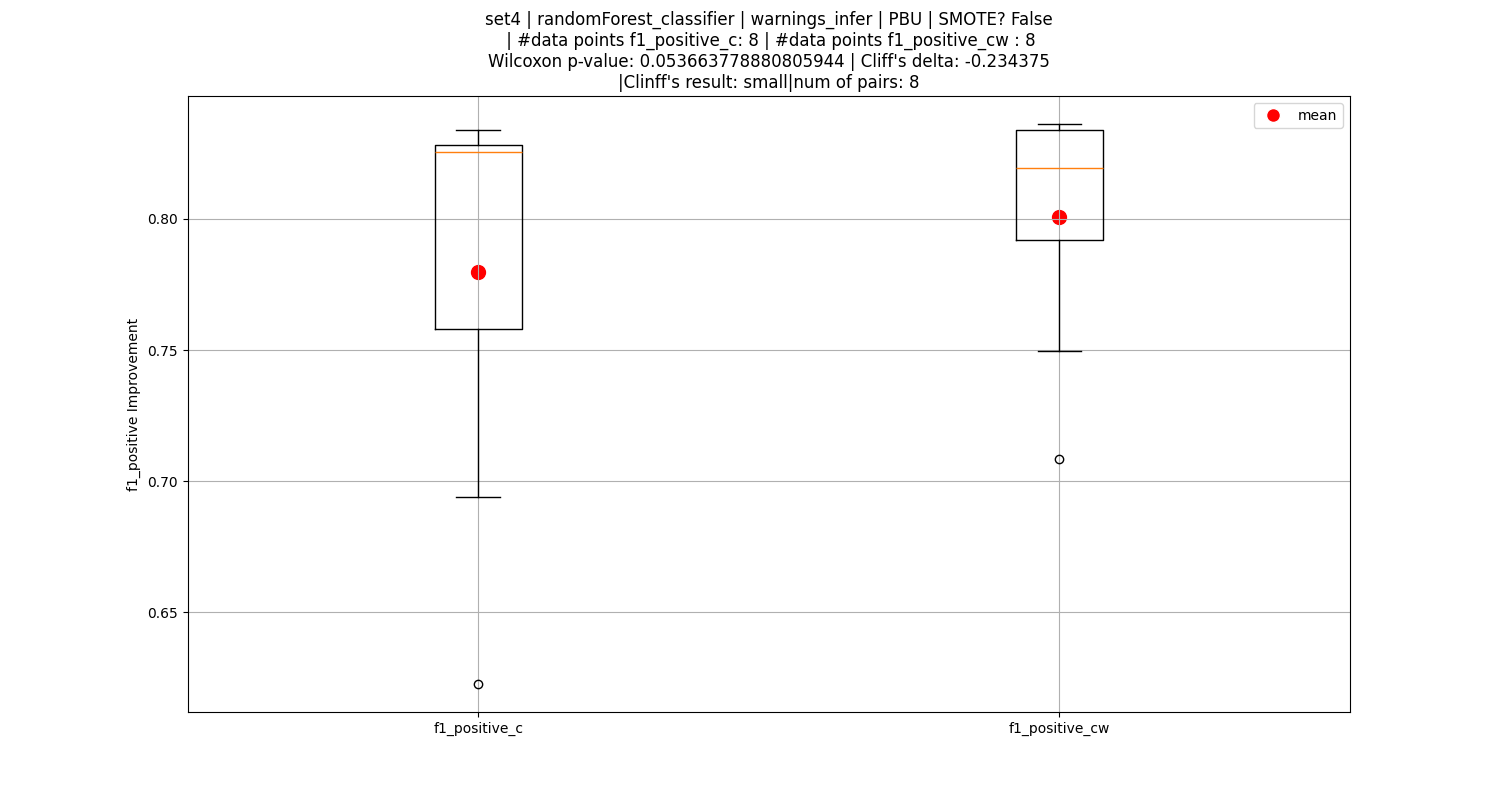 set4 | randomForest_classifier | warnings_infer | PBU | SMOTE? False
| #data points f1_positive_c: 8 | #data points f1_positive_cw : 8
Wilcoxon p-value: 0.053663778880805944 | Cliff's delta: -0.234375
|Clinff's result: small|num of pairs: 8
mean
f1_positive Improvement
0.80
0.75
0.70
0.65
f1_positive_c
f1_positive_cw